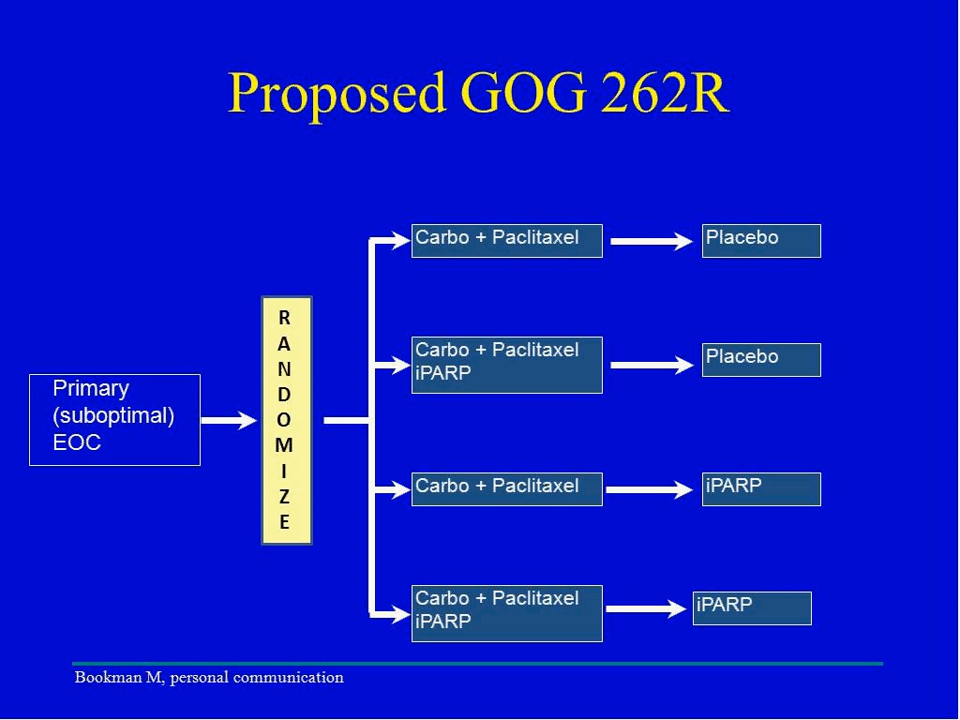 Proposed GOG 262R
Carbo + Paclitaxel
Placebo
Carbo + Paclitaxel
iPARP
Placebo
Primary
(suboptimal)
EOC
R
A
N
D
O
M
I
Z
E
Carbo + Paclitaxel
iPARP
Carbo + Paclitaxel
iPARP
iPARP
Bookman M, personal communication